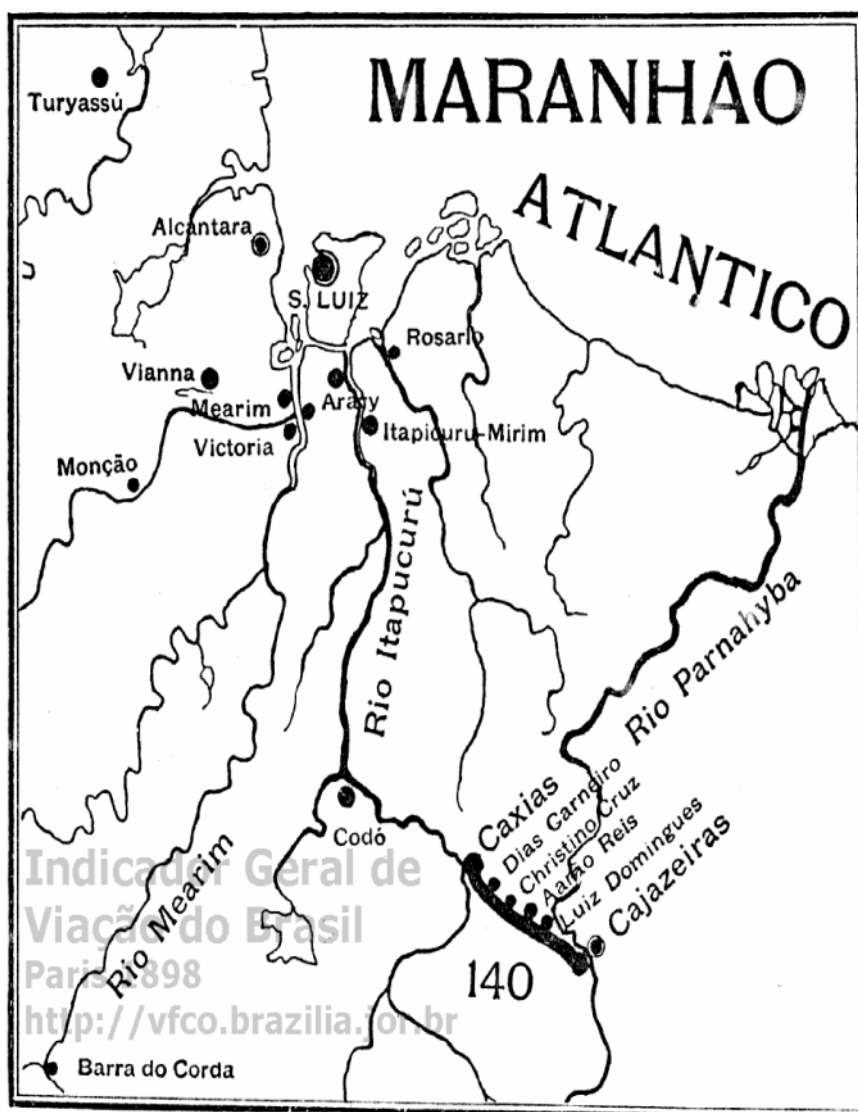 MARANHÃO
Turyassú
ATLANTICO
Alcantara
S. LUIZ
Rosario
Vianna
Mearim
Arary
Victoria
Itapicuru-Mirim
Monção
Rio Itapucurú
Rio Parnahyba
Caxias
Dias Carneiro
Christino Cruz
Aarão Reis
Luiz Domingues
Cajazeiras
Codó
Rio Mearim
140
Barra do Corda
Indicador Geral de
Viação do Brasil
Paris 1898
http://vfco.brazilia.jor.br